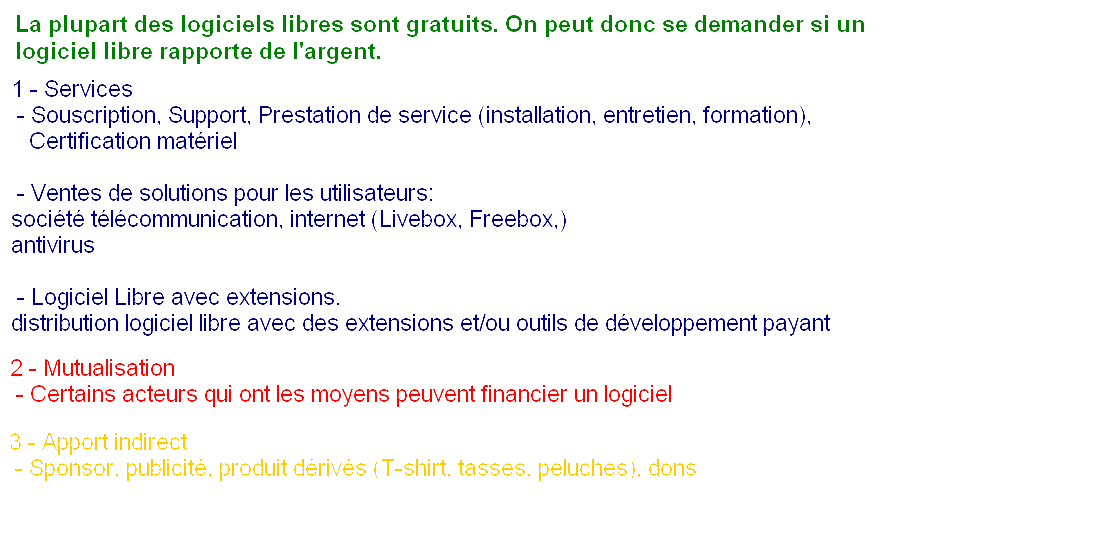 La plupart des logiciels libres sont gratuits. On peut donc se demander si un
logiciel libre rapporte de l'argent.
1 - Services
- Souscription, Support, Prestation de service (installation, entretien, formation),
Certification matériel
- Ventes de solutions pour les utilisateurs:
société télécommunication, internet (Livebox, Freebox,)
antivirus
- Logiciel Libre avec extensions.
distribution logiciel libre avec des extensions et/ou outils de développement payant
2 - Mutualisation
- Certains acteurs qui ont les moyens peuvent financier un logiciel
3 - Apport indirect
- Sponsor, publicité, produit dérivés (T-shirt, tasses, peluches), dons